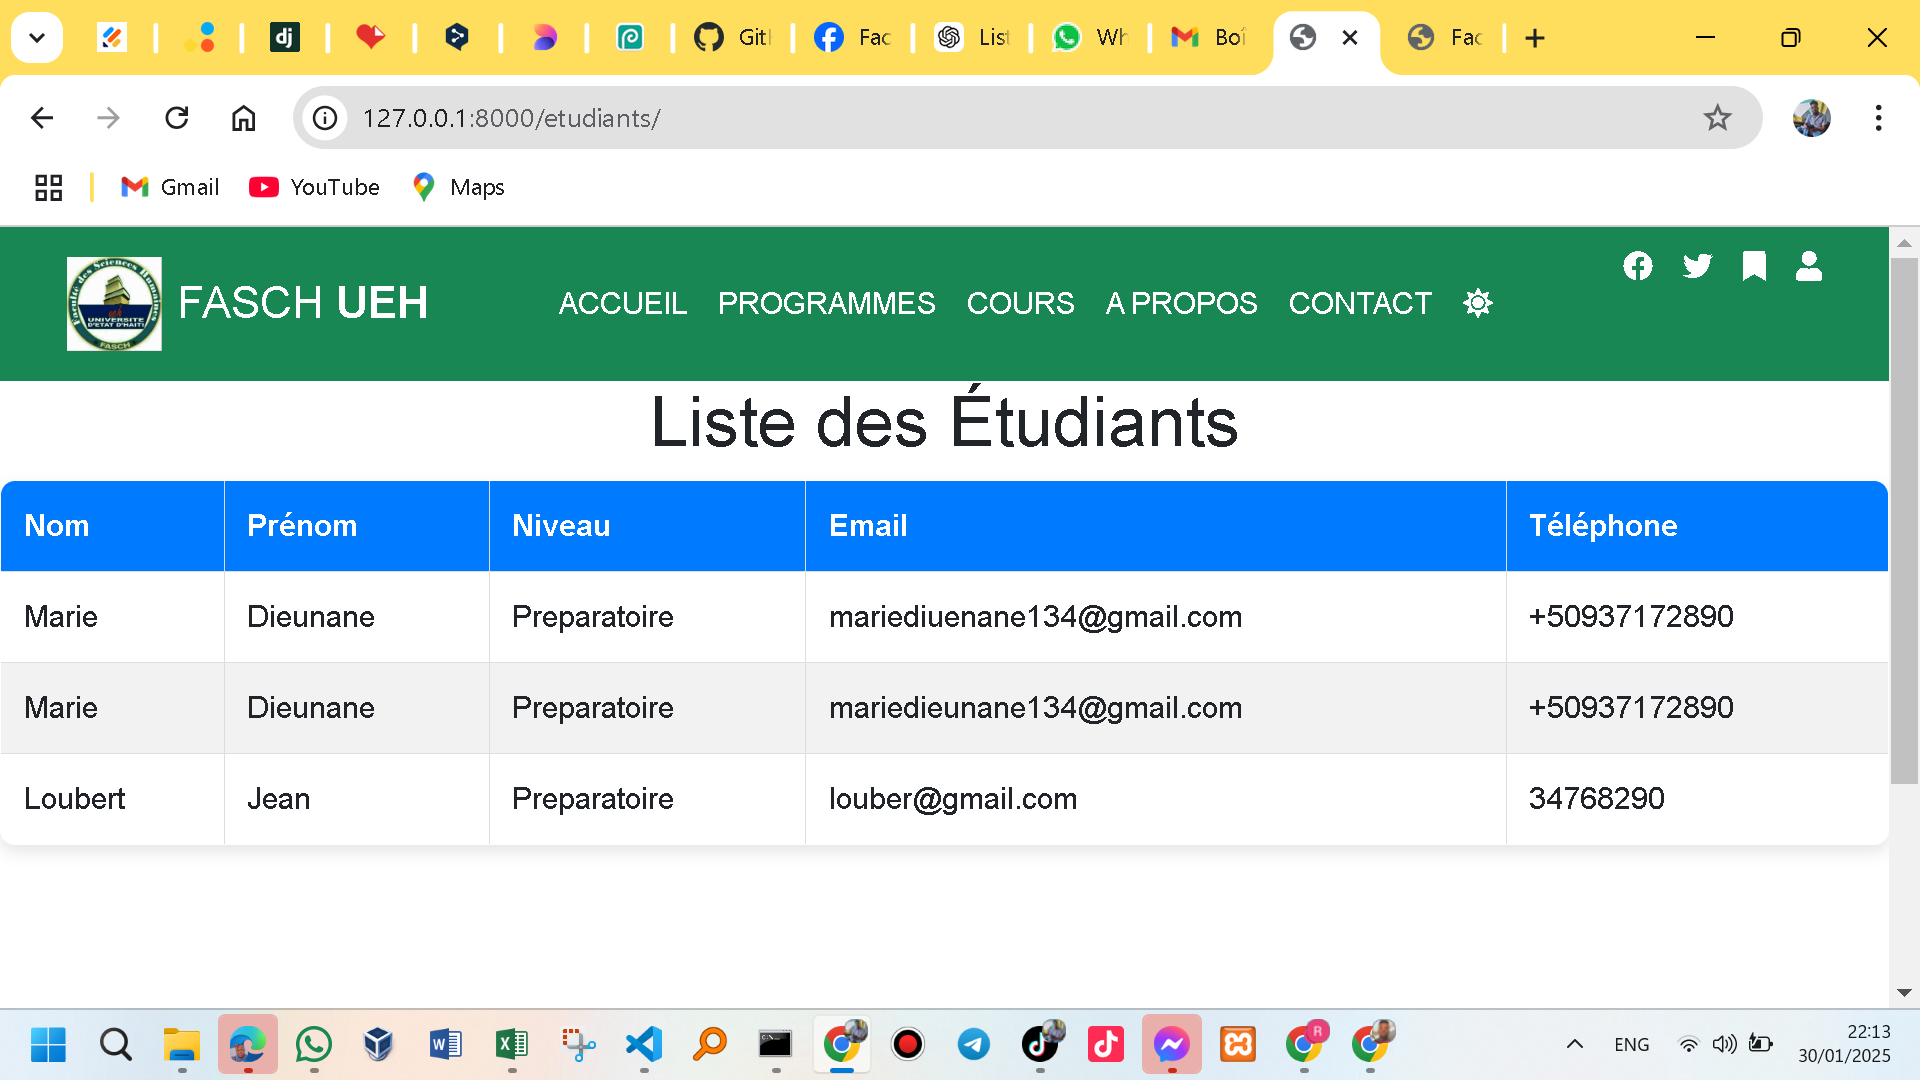 Gitl
Fac
List
Wh
Boî
Fac
127.0.0.1:8000/etudiants/
Gmail
YouTube
Maps
FASCH UEH
ACCUEIL
PROGRAMMES
COURS
A PROPOS
CONTACT
Liste des Étudiants
Nom Prénom Niveau Email Téléphone
Marie Dieunane Preparatoire mariediuenane134@gmail.com +50937172890
Marie Dieunane Preparatoire mariedieunane134@gmail.com +50937172890
Loubert Jean Preparatoire louber@gmail.com 34768290
ENG
22:13
30/01/2025